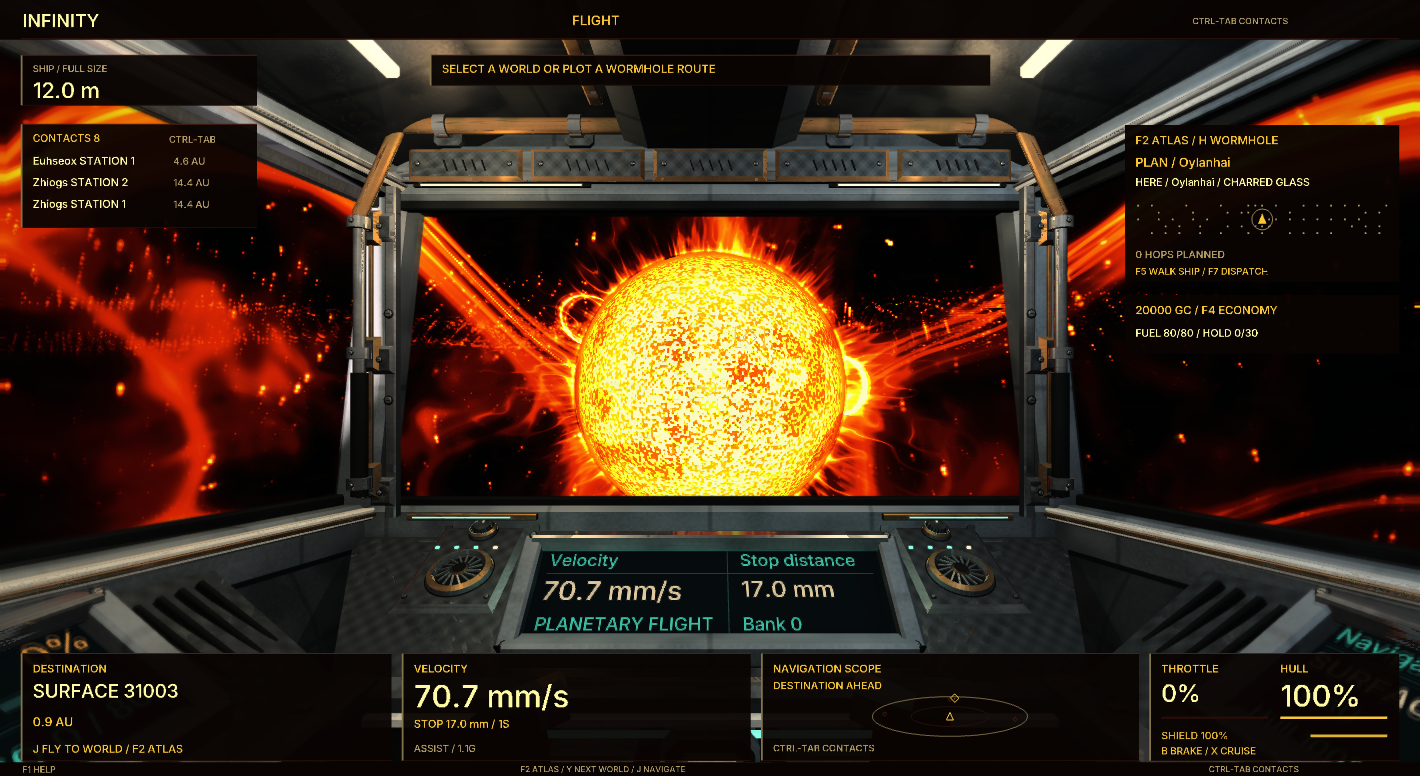 INFINITY
FLIGHT
CTRL-TAB CONTACTS
SHIP / FULL SIZE
12.0 m
SELECT A WORLD OR PLOT A WORMHOLE ROUTE
CONTACTS 8 CTRL-TAB
Euhseox STATION 1 4.6 AU
Zhiogs STATION 2 14.4 AU
Zhiogs STATION 1 14.4 AU
F2 ATLAS / H WORMHOLE
PLAN / Oylanhai
HERE / Oylanhai / CHARRED GLASS
0 HOPS PLANNED
F5 WALK SHIP / F7 DISPATCH
20000 GC / F4 ECONOMY
FUEL 80/80 / HOLD 0/30
Velocity
70.7 mm/s
PLANETARY FLIGHT
Stop distance
17.0 mm
Bank 0
DESTINATION
SURFACE 31003
0.9 AU
J FLY TO WORLD / F2 ATLAS
VELOCITY
70.7 mm/s
STOP 17.0 mm / 1S
ASSIST / 1.1G
NAVIGATION SCOPE
DESTINATION AHEAD
CTRL-TAB CONTACTS
THROTTLE
0%
HULL
100%
SHIELD 100%
B BRAKE / X CRUISE
F1 HELP
F2 ATLAS / Y NEXT WORLD / J NAVIGATE
CTRL-TAB CONTACTS